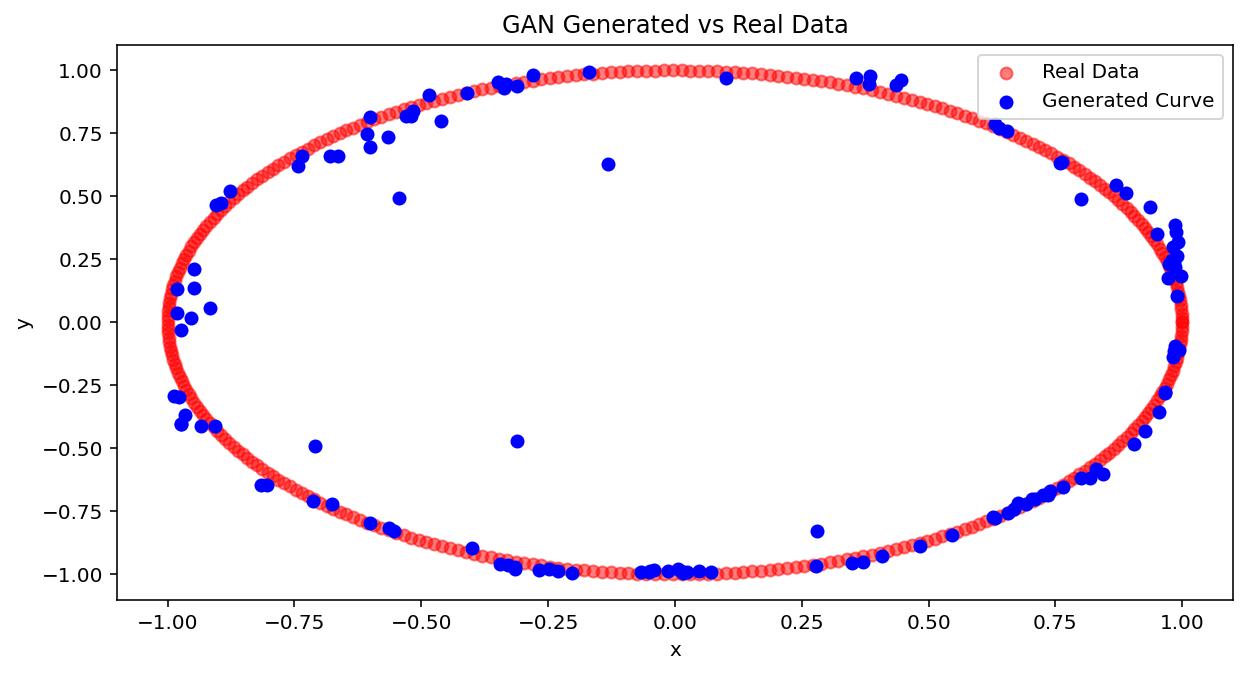 GAN Generated vs Real Data
Real Data
Generated Curve
1.00
0.75
0.50
0.25
0.00
−0.25
−0.50
−0.75
−1.00
y
−1.00 −0.75 −0.50 −0.25 0.00 0.25 0.50 0.75 1.00
x